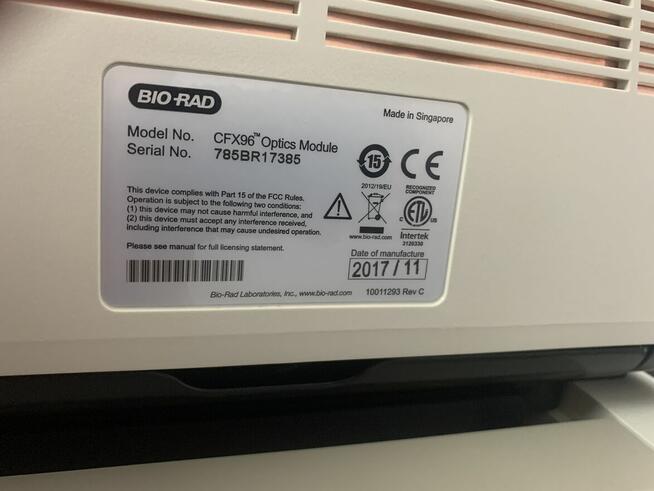 BIO-RAD
Made in Singapore
Model No. CFX96™ Optics Module
Serial No. 785BR17385
15
CE
2012/19/EU
RECOGNIZED
COMPONENT
This device complies with Part 15 of the FCC Rules.
Operation is subject to the following two conditions:
(1) this device may not cause harmful interference, and
(2) this device must accept any interference received,
including interference that may cause undesired operation.
Please see manual for full licensing statement.
www.bio-rad.com
C ETL US
Intertek
3120330
Date of manufacture
2017/11
Bio-Rad Laboratories, Inc., www.bio-rad.com
10011293 Rev C